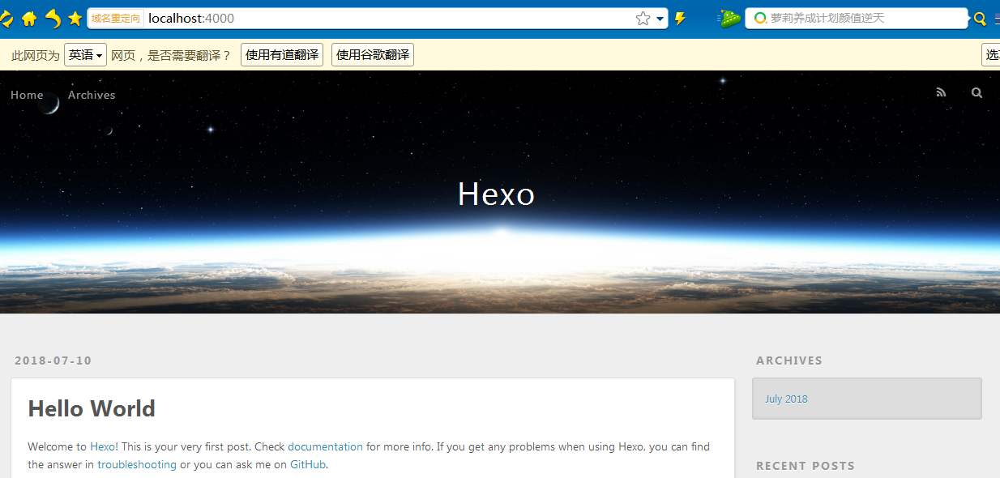 域名重定向 localhost:4000 萝莉养成计划颜值逆天
此网页为 英语 网页，是否需要翻译？ 使用有道翻译 使用谷歌翻译
Home Archives
Hexo
2018-07-10
Hello World
Welcome to Hexo! This is your very first post. Check documentation for more info. If you get any problems when using Hexo, you can find
the answer in troubleshooting or you can ask me on GitHub.
ARCHIVES
July 2018
RECENT POSTS